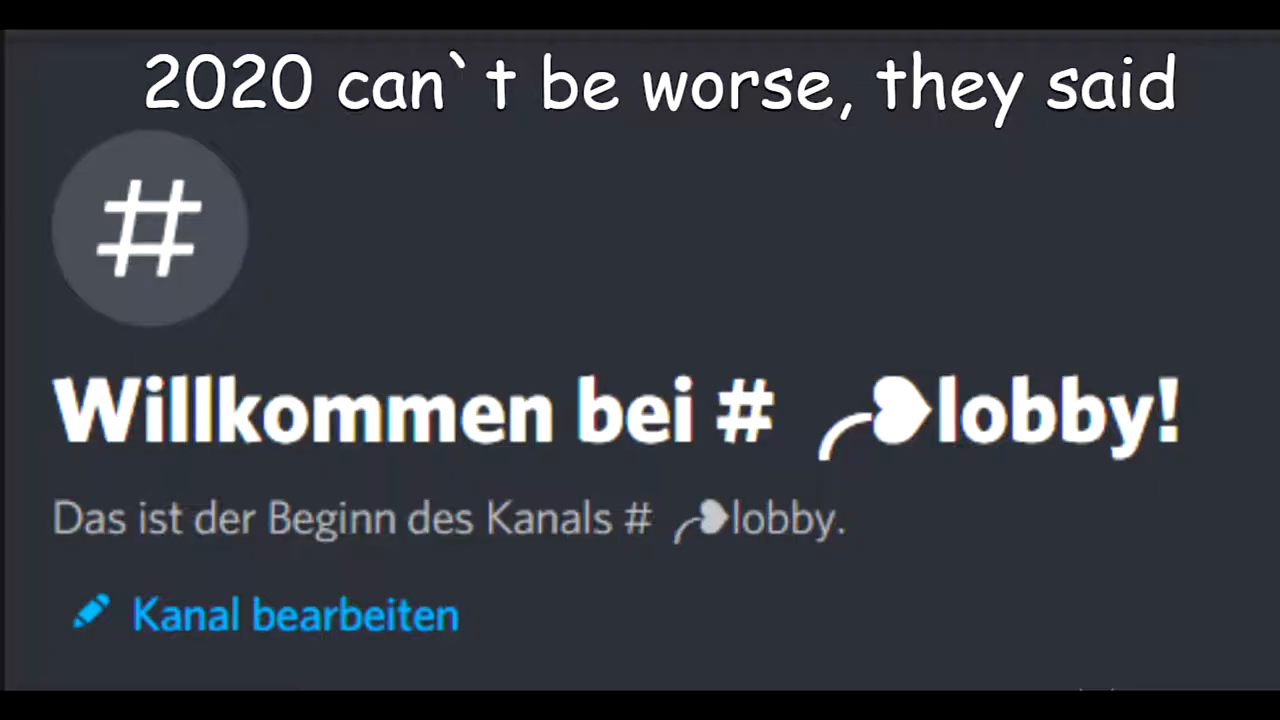 2020 can`t be worse, they said
#
Willkommen bei # ╭❥lobby!
Das ist der Beginn des Kanals # ╭❥lobby.
Kanal bearbeiten